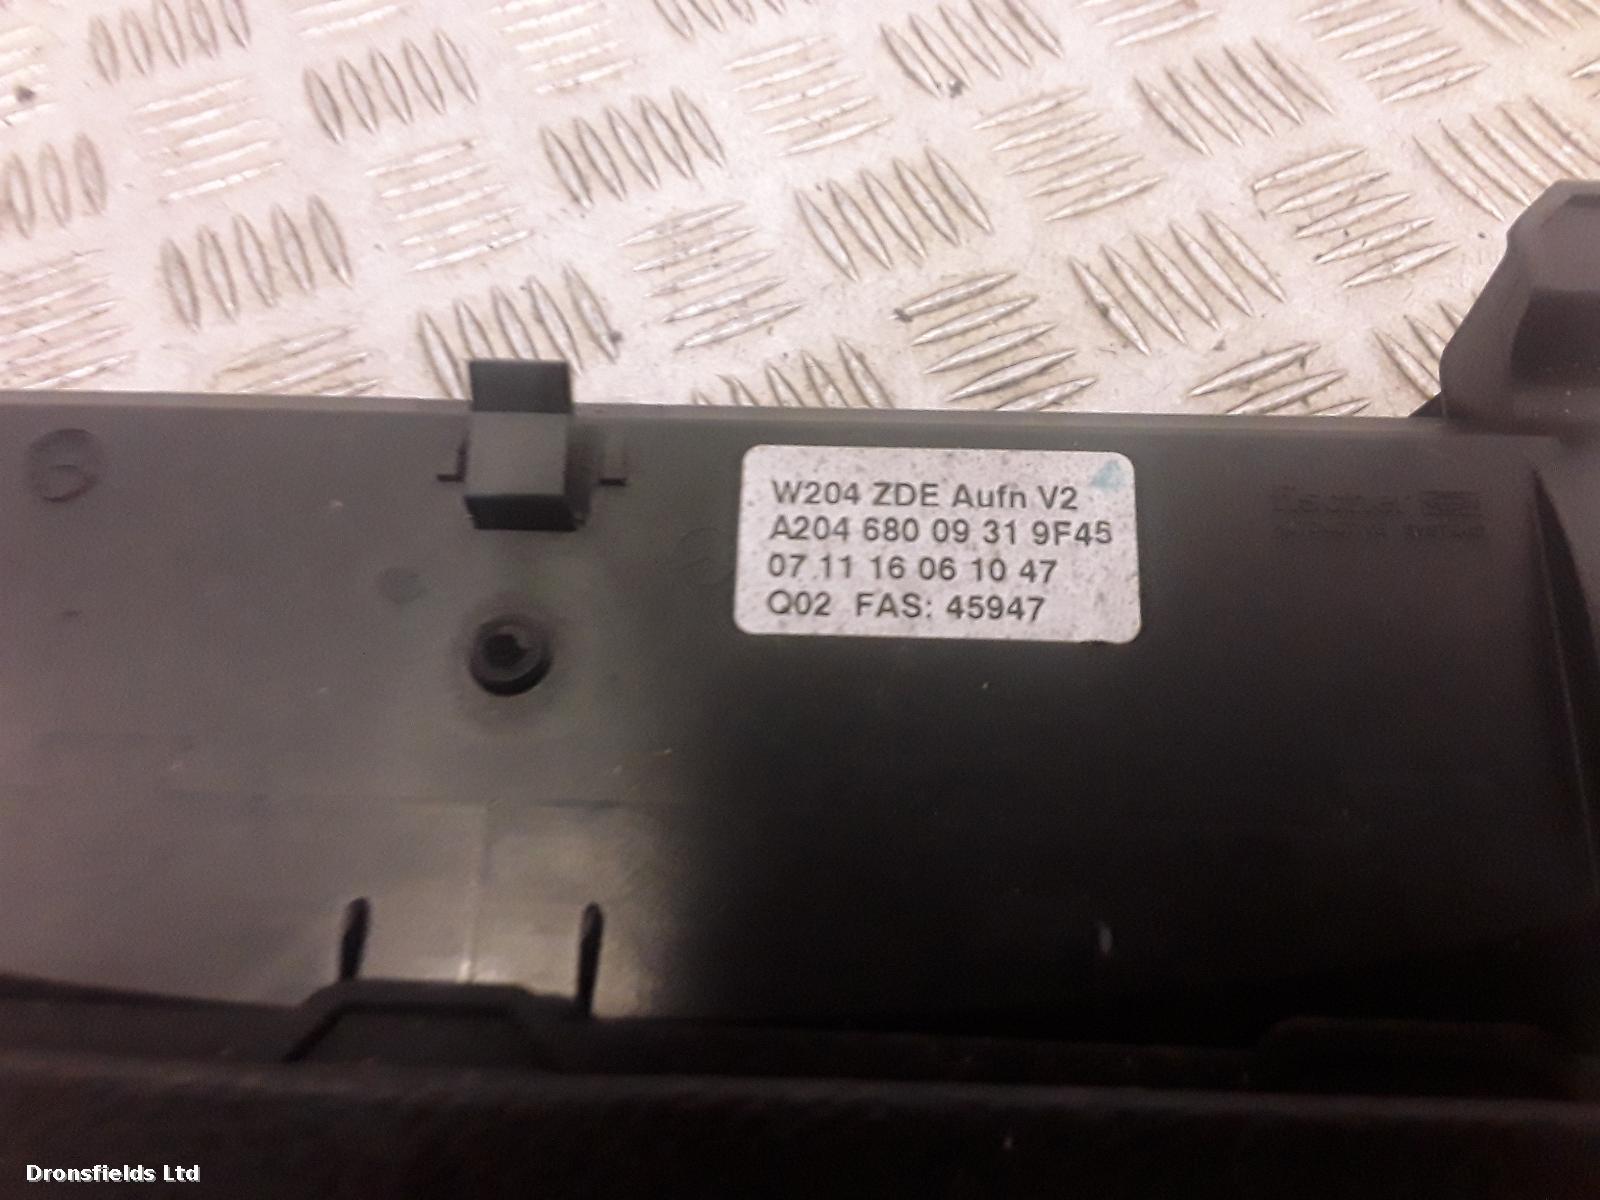 W204 ZDE Aufn V2
A204 680 09 31 9F45
07 11 16 06 10 47
Q02 FAS: 45947
Dronsfields Ltd